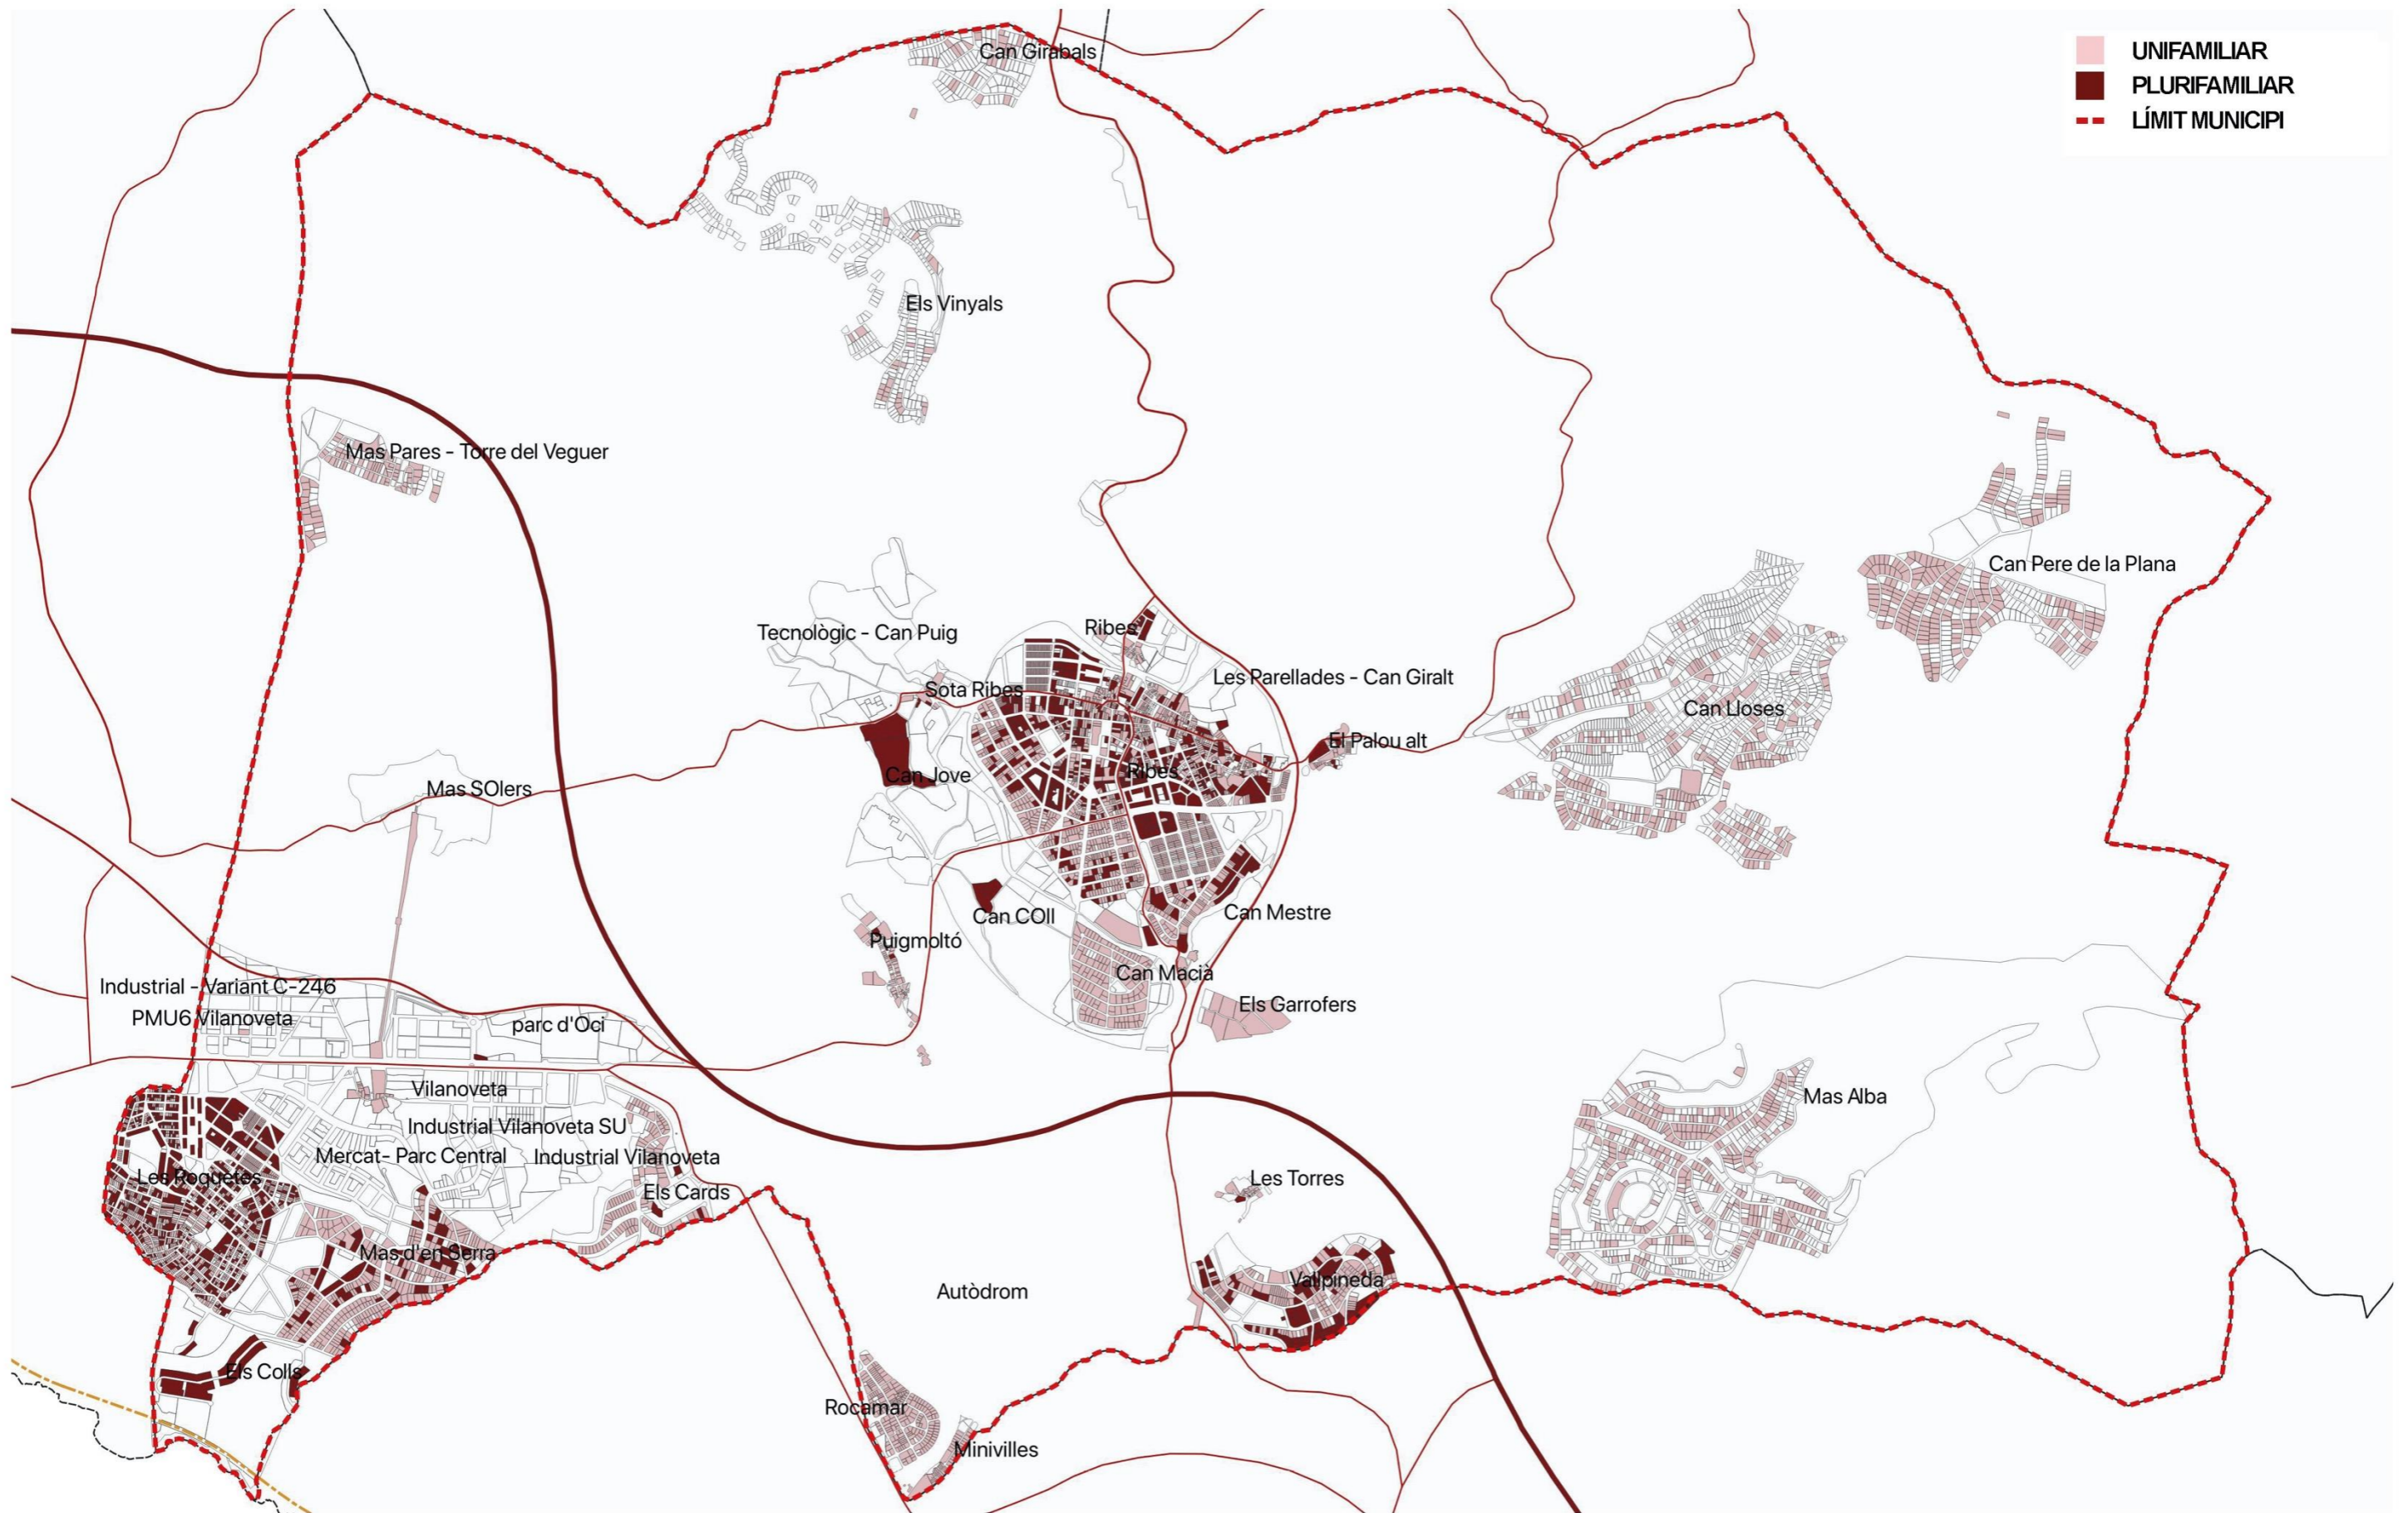 Can Girabals
UNIFAMILIAR
PLURIFAMILIAR
LÍMIT MUNICIPI
Els Vinyals
Mas Pares - Torre del Veguer
Can Pere de la Plana
Tecnològic - Can Puig
Ribes
Les Parellades - Can Giralt
Sota Ribes
Can Lloses
El Palou alt
Can Jove
Ribes
Mas SOlers
Can COll
Can Mestre
Puigmoltó
Can Macià
Industrial - Variant C-246
Els Garrofers
PMU6 Vilanoveta
parc d'Oci
Vilanoveta
Mas Alba
Industrial Vilanoveta SU
Mercat- Parc Central
Industrial Vilanoveta
Les Roquetes
Els Cards
Les Torres
Mas d'en Serra
Vallpineda
Autòdrom
Els Colls
Rocamar
Minivilles